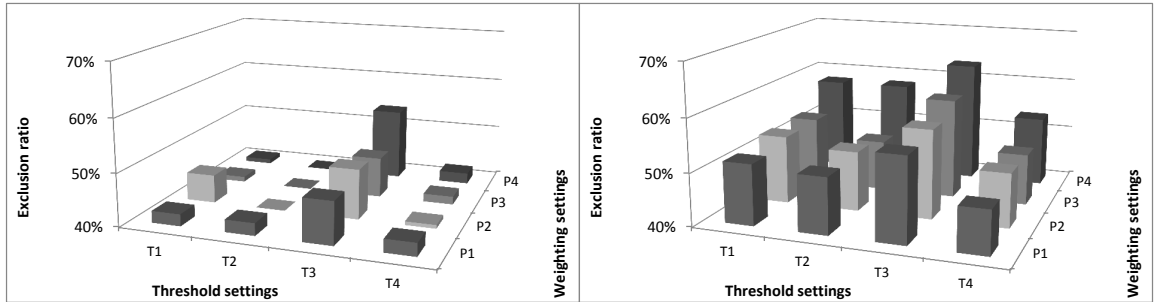 70%
60%
50%
40%
Exclusion ratio
T1
T2
T3
T4
Threshold settings
P1
P2
P3
P4
Weighting settings
70%
60%
50%
40%
Exclusion ratio
T1
T2
T3
T4
Threshold settings
P1
P2
P3
P4
Weighting settings